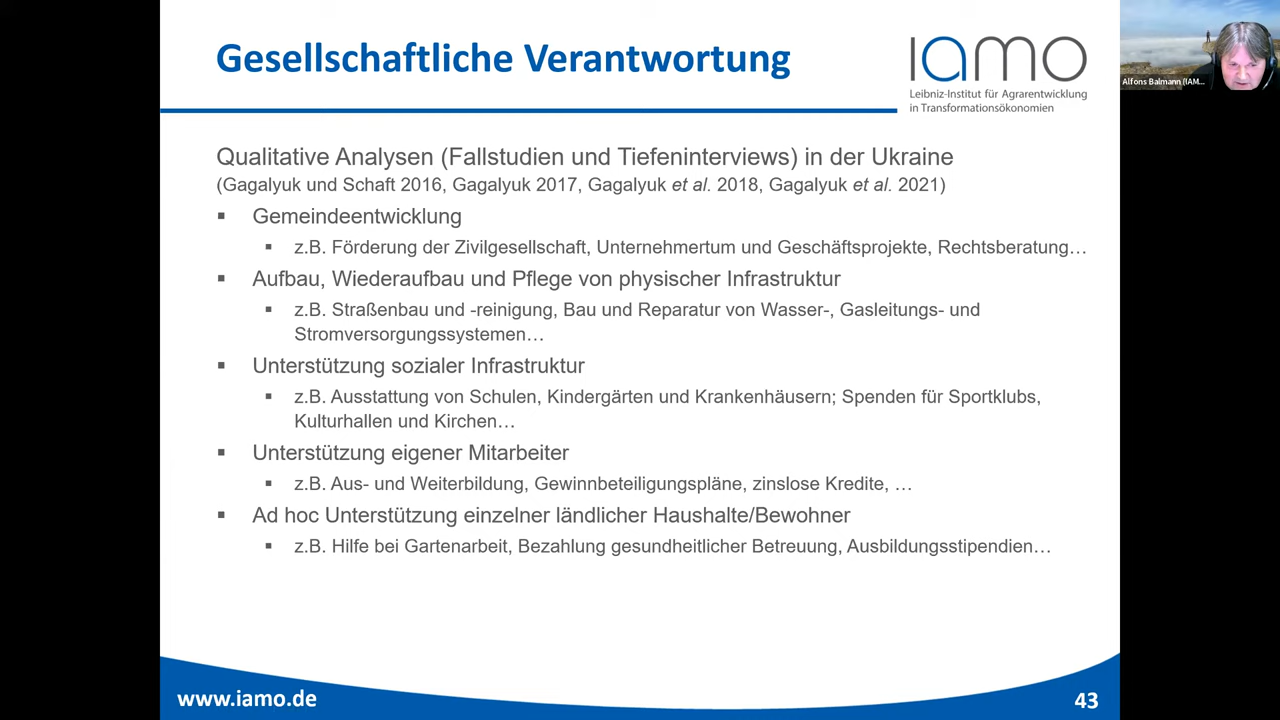 Gesellschaftliche Verantwortung
iamo
Leibniz-Institut für Agrarentwicklung
in Transformationsökonomien
Alfons Balmann (IAM...
Qualitative Analysen (Fallstudien und Tiefeninterviews) in der Ukraine
(Gagalyuk und Schaft 2016, Gagalyuk 2017, Gagalyuk et al. 2018, Gagalyuk et al. 2021)
▪ Gemeindeentwicklung
▪ z.B. Förderung der Zivilgesellschaft, Unternehmertum und Geschäftsprojekte, Rechtsberatung…
▪ Aufbau, Wiederaufbau und Pflege von physischer Infrastruktur
▪ z.B. Straßenbau und -reinigung, Bau und Reparatur von Wasser-, Gasleitungs- und
Stromversorgungssystemen…
▪ Unterstützung sozialer Infrastruktur
▪ z.B. Ausstattung von Schulen, Kindergärten und Krankenhäusern; Spenden für Sportklubs,
Kulturhallen und Kirchen…
▪ Unterstützung eigener Mitarbeiter
▪ z.B. Aus- und Weiterbildung, Gewinnbeteiligungspläne, zinslose Kredite, …
▪ Ad hoc Unterstützung einzelner ländlicher Haushalte/Bewohner
▪ z.B. Hilfe bei Gartenarbeit, Bezahlung gesundheitlicher Betreuung, Ausbildungsstipendien…
www.iamo.de
43